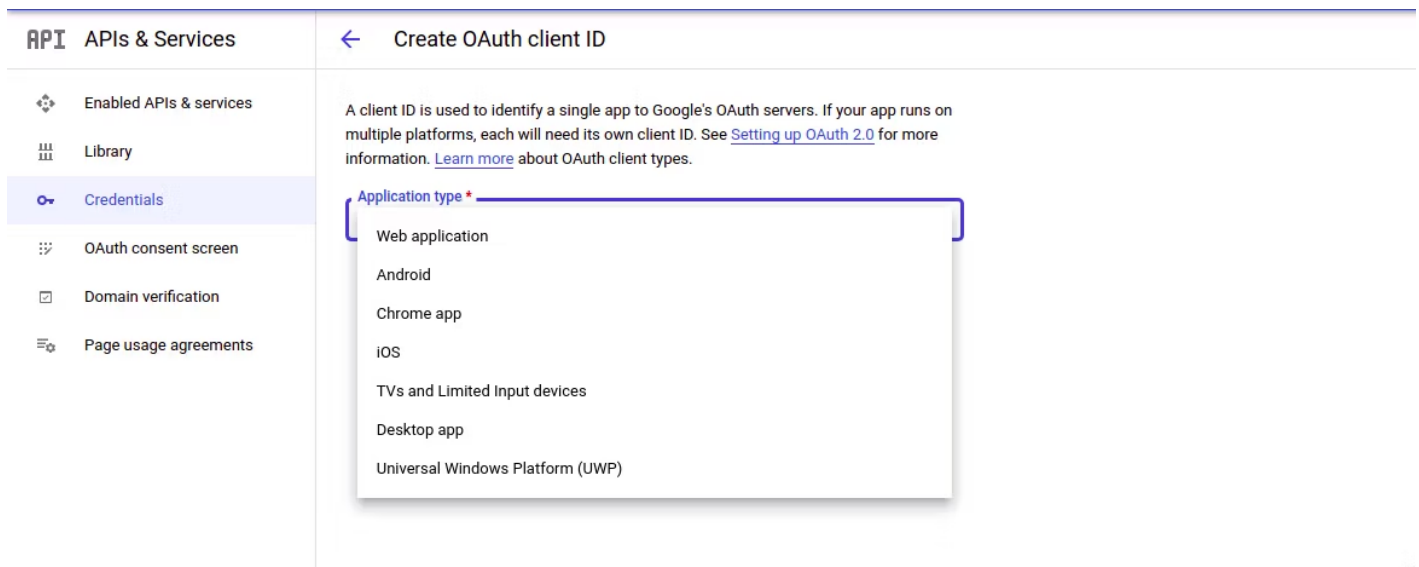 API APIs & Services
Enabled APIs & services
Library
Credentials
OAuth consent screen
Domain verification
Page usage agreements
Create OAuth client ID
A client ID is used to identify a single app to Google's OAuth servers. If your app runs on
multiple platforms, each will need its own client ID. See Setting up OAuth 2.0 for more
information. Learn more about OAuth client types.
Application type *
Web application
Android
Chrome app
iOS
TVs and Limited Input devices
Desktop app
Universal Windows Platform (UWP)